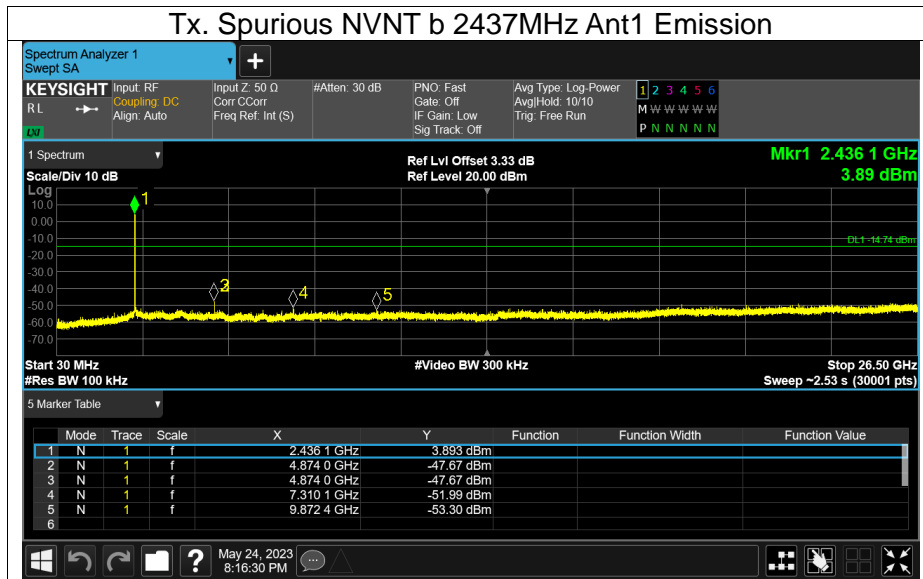 Tx. Spurious NVNT b 2437MHz Ant1 Emission
Spectrum Analyzer 1
Swept SA
+
KEYSIGHT Input: RF Input Z: 50 Ω #Atten: 30 dB PNO: Fast Avg Type: Log-Power 1 2 3 4 5 6
RL Coupling: DC Corr CCorr Gate: Off Avg|Hold: 10/10 M W W W W W
Align: Auto Freq Ref: Int (S) IF Gain: Low Trig: Free Run
LXI Sig Track: Off P N N N N N
1 Spectrum Ref Lvl Offset 3.33 dB Mkr1 2.436 1 GHz
Scale/Div 10 dB Ref Level 20.00 dBm 3.89 dBm
Log
1
10.0
0.00
-10.0
DL1 -14.74 dBm
-20.0
-30.0
-40.0
4 5
-50.0
-60.0
-70.0
Start 30 MHz #Video BW 300 kHz Stop 26.50 GHz
#Res BW 100 kHz Sweep ~2.53 s (30001 pts)
5 Marker Table
Mode Trace Scale X Y Function Function Width Function Value
1 N 1 f 2.436 1 GHz 3.893 dBm
2 N 1 f 4.874 0 GHz -47.67 dBm
3 N 1 f 4.874 0 GHz -47.67 dBm
4 N 1 f 7.310 1 GHz -51.99 dBm
5 N 1 f 9.872 4 GHz -53.30 dBm
6
? May 24, 2023
8:16:30 PM